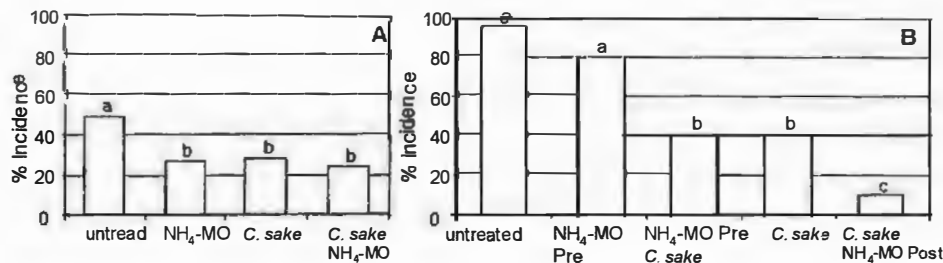 100
80
60
40
20
0
% Incidence
A
a
b
b
b
untread
NH₄-MO
C. sake
C. sake
NH₄-MO
100
80
60
40
20
0
% Incidence
B
a
a
b
b
c
untreated
NH₄-MO
Pre
NH₄-MO Pre
C. sake
C. sake
C. sake
NH₄-MO Post